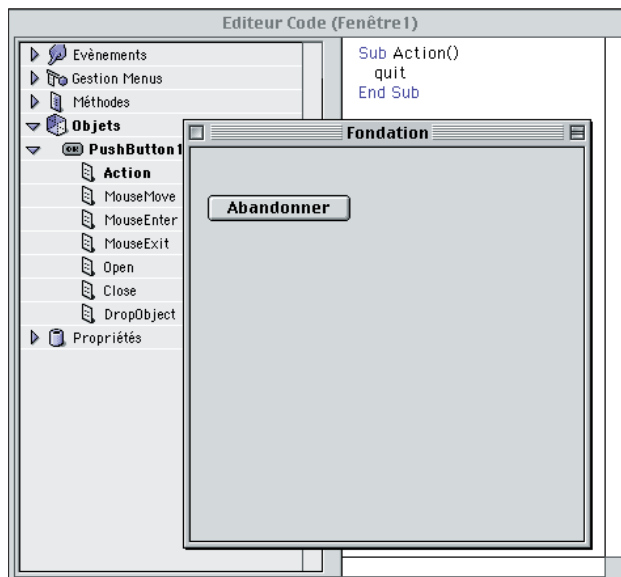 Editeur Code (Fenêtre1)
Evènements
Gestion Menus
Méthodes
Objets
PushButton1
Action
MouseMove
MouseEnter
MouseExit
Open
Close
DropObject
Propriétés
Sub Action()
quit
End Sub
Fondation
Abandonner